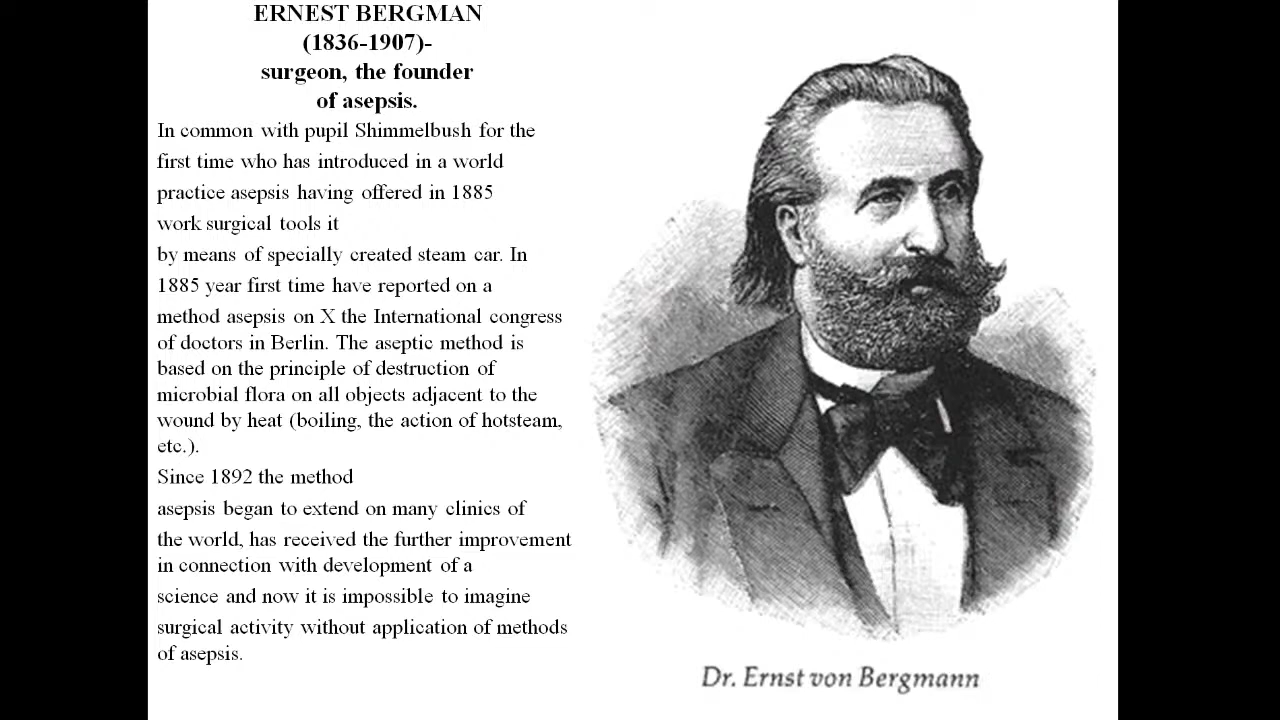 ERNEST BERGMAN
(1836-1907)-
surgeon, the founder
of asepsis.
In common with pupil Shimmelbush for the
first time who has introduced in a world
practice asepsis having offered in 1885
work surgical tools it
by means of specially created steam car. In
1885 year first time have reported on a
method asepsis on X the International congress
of doctors in Berlin. The aseptic method is
based on the principle of destruction of
microbial flora on all objects adjacent to the
wound by heat (boiling, the action of hotsteam,
etc.).
Since 1892 the method
asepsis began to extend on many clinics of
the world, has received the further improvement
in connection with development of a
science and now it is impossible to imagine
surgical activity without application of methods
of asepsis.
Dr. Ernst von Bergmann